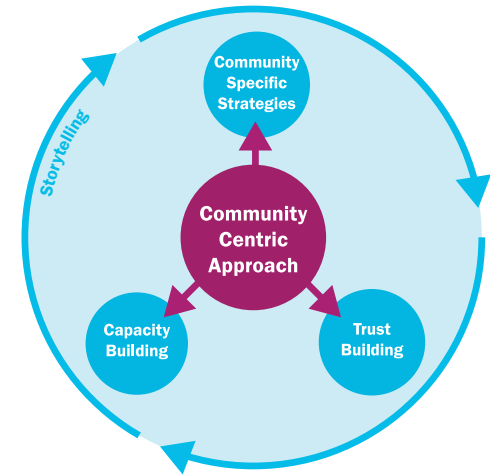 Community
Specific
Strategies
Storytelling
Community
Centric
Approach
Capacity
Building
Trust
Building